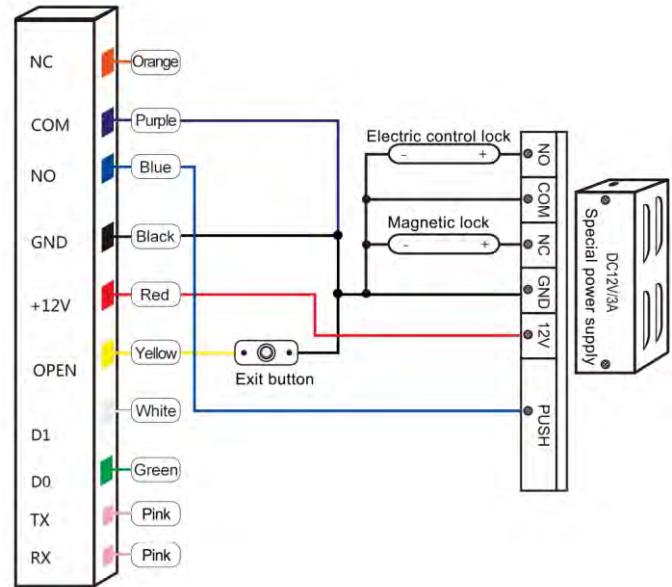 NC Orange
COM Purple
NO Blue
GND Black
+12V Red
OPEN Yellow
White
D1
D0 Green
TX Pink
RX Pink
Exit button
Electric control lock
- +
Magnetic lock
- +
NO
COM
NC
GND
12V
PUSH
DC12V/3A
Special power supply